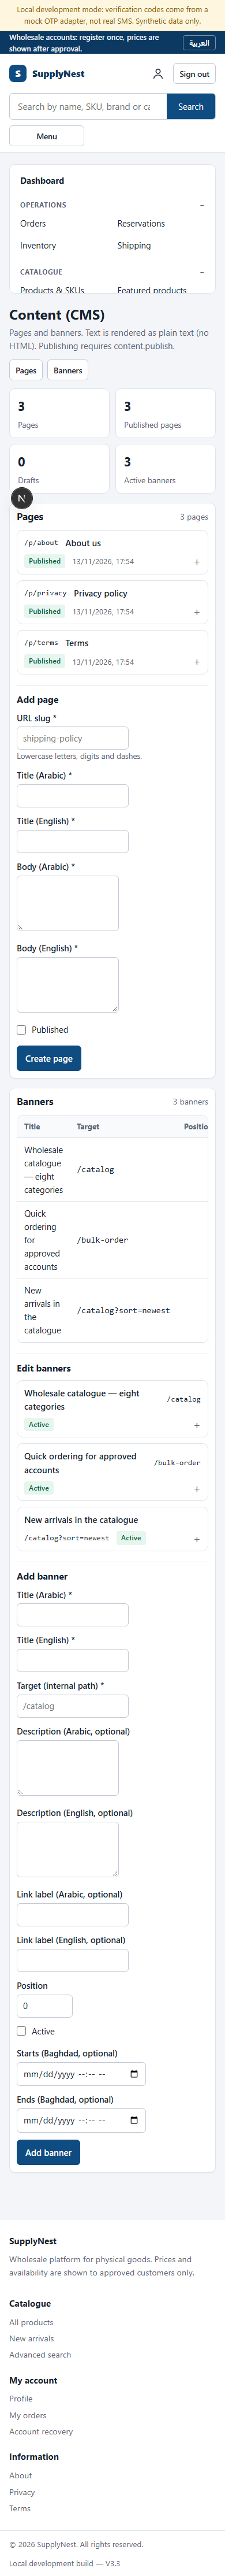 Local development mode: verification codes come from a
mock OTP adapter, not real SMS. Synthetic data only.
Wholesale accounts: register once, prices are
shown after approval.
العربية
S SupplyNest
Sign out
Search by name, SKU, brand or ca
Search
Menu
Dashboard
OPERATIONS –
Orders Reservations
Inventory Shipping
CATALOGUE –
Products & SKUs Featured products
Content (CMS)
Pages and banners. Text is rendered as plain text (no
HTML). Publishing requires content.publish.
Pages Banners
3 3
Pages Published pages
0 3
Drafts Active banners
N
Pages 3 pages
/p/about About us
Published 13/11/2026, 17:54 +
/p/privacy Privacy policy
Published 13/11/2026, 17:54 +
/p/terms Terms
Published 13/11/2026, 17:54 +
Add page
URL slug *
shipping-policy
Lowercase letters, digits and dashes.
Title (Arabic) *
Title (English) *
Body (Arabic) *
Body (English) *
Published
Create page
Banners 3 banners
Title Target Positio
Wholesale
catalogue
— eight
categories
/catalog
Quick
ordering
for
approved
accounts
/bulk-order
New
arrivals in
the
catalogue
/catalog?sort=newest
Edit banners
Wholesale catalogue — eight
categories
/catalog
Active +
Quick ordering for approved
accounts
/bulk-order
Active +
New arrivals in the catalogue
/catalog?sort=newest Active +
Add banner
Title (Arabic) *
Title (English) *
Target (internal path) *
/catalog
Description (Arabic, optional)
Description (English, optional)
Link label (Arabic, optional)
Link label (English, optional)
Position
0
Active
Starts (Baghdad, optional)
mm/dd/yyyy --:-- --
Ends (Baghdad, optional)
mm/dd/yyyy --:-- --
Add banner
SupplyNest
Wholesale platform for physical goods. Prices and
availability are shown to approved customers only.
Catalogue
All products
New arrivals
Advanced search
My account
Profile
My orders
Account recovery
Information
About
Privacy
Terms
© 2026 SupplyNest. All rights reserved.
Local development build — V3.3